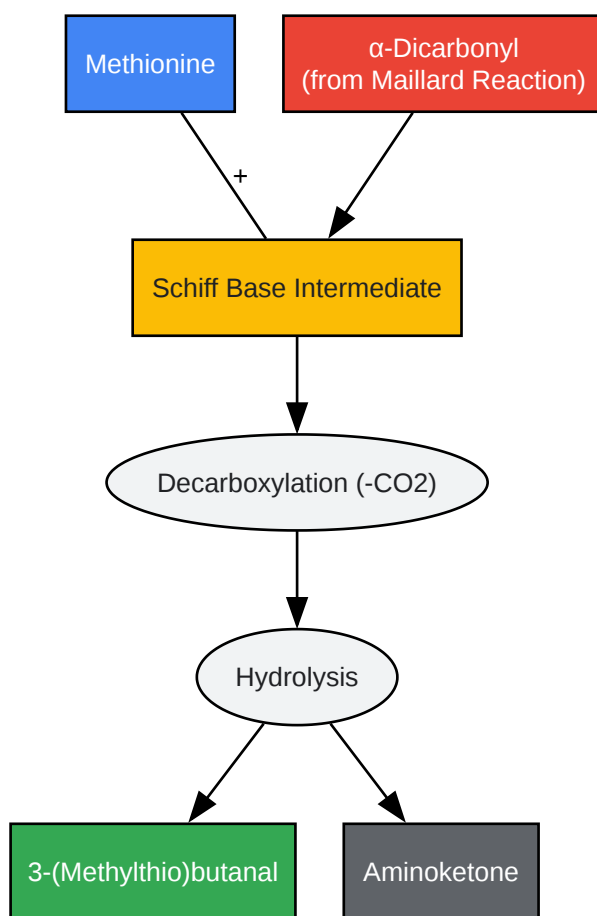 Methionine
α-Dicarbonyl
(from Maillard Reaction)
+
Schiff Base Intermediate
Decarboxylation (-CO2)
Hydrolysis
3-(Methylthio)butanal
Aminoketone